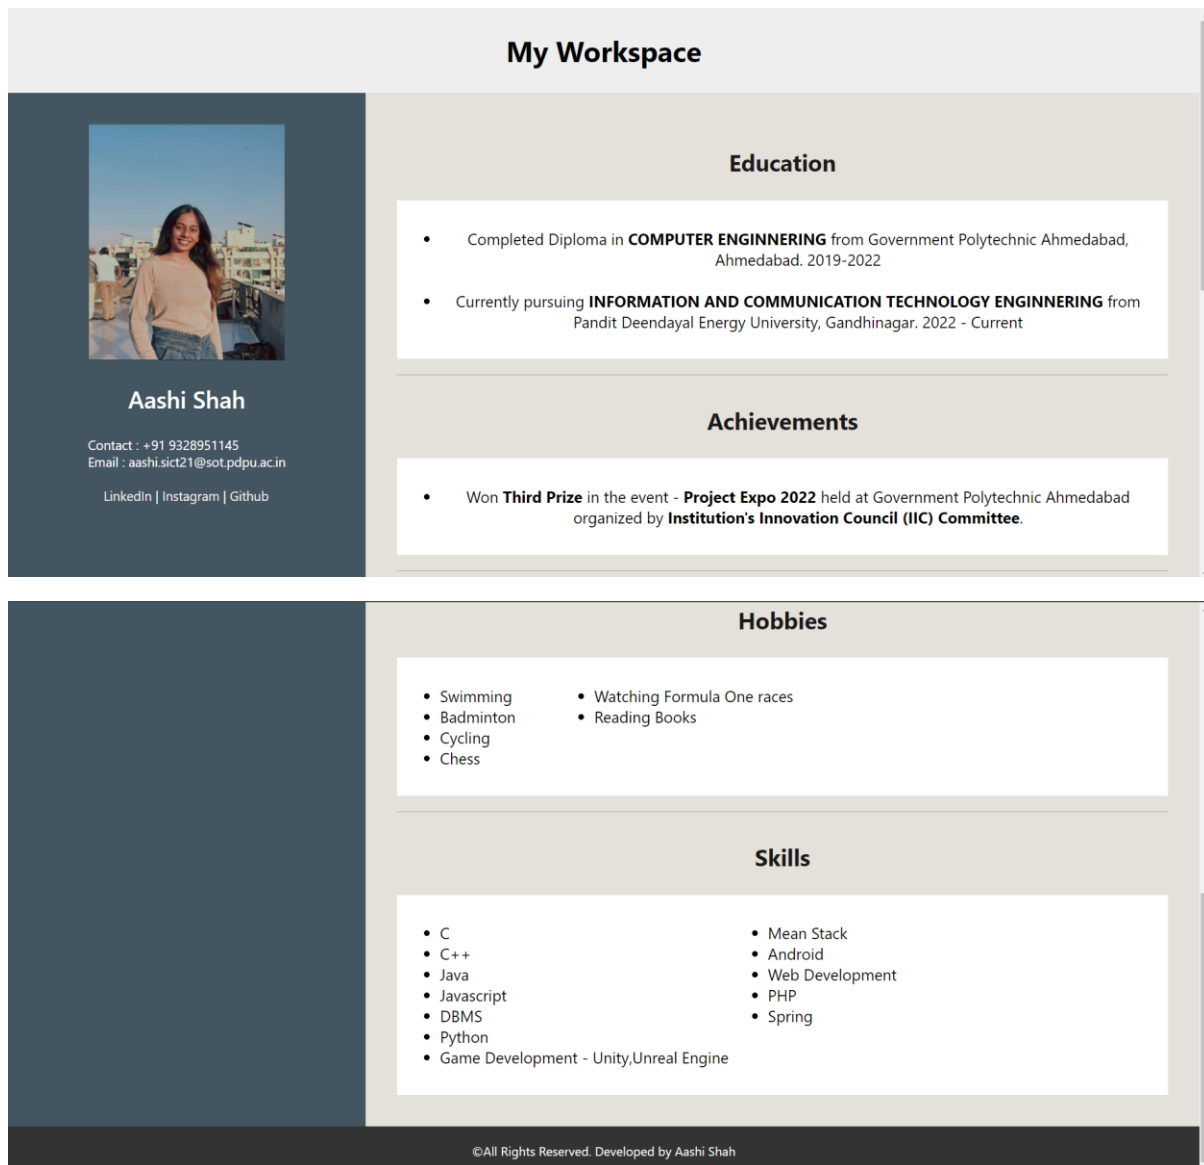 My Workspace
Aashi Shah
Contact : +91 9328951145
Email : aashi.sict21@sot.pdpu.ac.in
LinkedIn | Instagram | Github
Education
• Completed Diploma in COMPUTER ENGINNERING from Government Polytechnic Ahmedabad,
Ahmedabad. 2019-2022
• Currently pursuing INFORMATION AND COMMUNICATION TECHNOLOGY ENGINNERING from
Pandit Deendayal Energy University, Gandhinagar. 2022 - Current
Achievements
• Won Third Prize in the event - Project Expo 2022 held at Government Polytechnic Ahmedabad
organized by Institution's Innovation Council (IIC) Committee.
Hobbies
• Swimming
• Badminton
• Cycling
• Chess
• Watching Formula One races
• Reading Books
Skills
• C
• C++
• Java
• Javascript
• DBMS
• Python
• Game Development - Unity,Unreal Engine
• Mean Stack
• Android
• Web Development
• PHP
• Spring
©All Rights Reserved. Developed by Aashi Shah